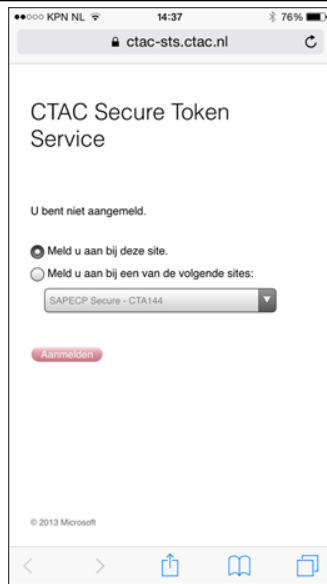 KPN NL 14:37 76%
ctac-sts.ctac.nl
CTAC Secure Token
Service
U bent niet aangemeld.
Meld u aan bij deze site.
Meld u aan bij een van de volgende sites:
SAPECP Secure - CTA144
Aanmelden
© 2013 Microsoft